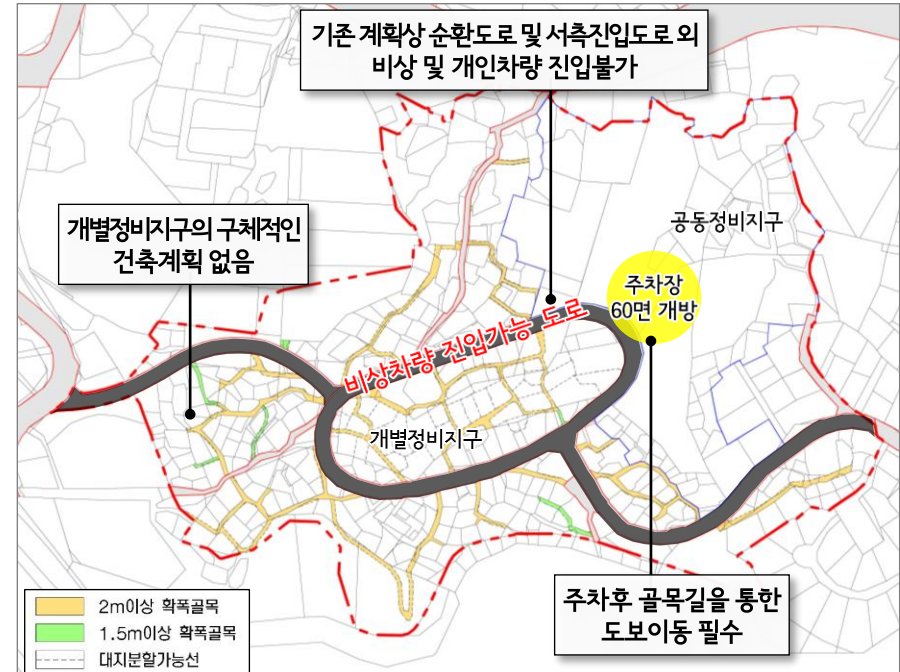 기존 계획상 순환도로 및 서측진입도로 외
비상 및 개인차량 진입불가
개별정비지구의 구체적인
건축계획 없음
공동정비지구
주차장
60면 개방
비상차량 진입가능 도로
개별정비지구
주차후 골목길을 통한
도보이동 필수
2m이상 확폭골목
1.5m이상 확폭골목
대지분할가능선